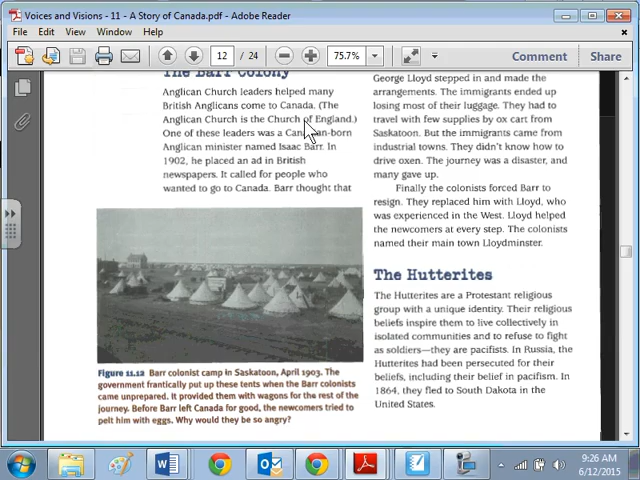 Voices and Visions - 11 - A Story of Canada.pdf - Adobe Reader
File Edit View Window Help
12 / 24 75.7% Comment Share
The Barr Colony
Anglican Church leaders helped many
British Anglicans come to Canada. (The
Anglican Church is the Church of England.)
One of these leaders was a Canadian-born
Anglican minister named Isaac Barr. In
1902, he placed an ad in British
newspapers. It called for people who
wanted to go to Canada. Barr thought that
Figure 11.12 Barr colonist camp in Saskatoon, April 1903. The
government frantically put up these tents when the Barr colonists
came unprepared. It provided them with wagons for the rest of the
journey. Before Barr left Canada for good, the newcomers tried to
pelt him with eggs. Why would they be so angry?
George Lloyd stepped in and made the
arrangements. The immigrants ended up
losing most of their luggage. They had to
travel with few supplies by ox cart from
Saskatoon. But the immigrants came from
industrial towns. They didn't know how to
drive oxen. The journey was a disaster, and
many gave up.
Finally the colonists forced Barr to
resign. They replaced him with Lloyd, who
was experienced in the West. Lloyd helped
the newcomers at every step. The colonists
named their main town Lloydminster.
The Hutterites
The Hutterites are a Protestant religious
group with a unique identity. Their religious
beliefs inspire them to live collectively in
isolated communities and to refuse to fight
as soldiers—they are pacifists. In Russia, the
Hutterites had been persecuted for their
beliefs, including their belief in pacifism. In
1864, they fled to South Dakota in the
United States.
9:26 AM
6/12/2015